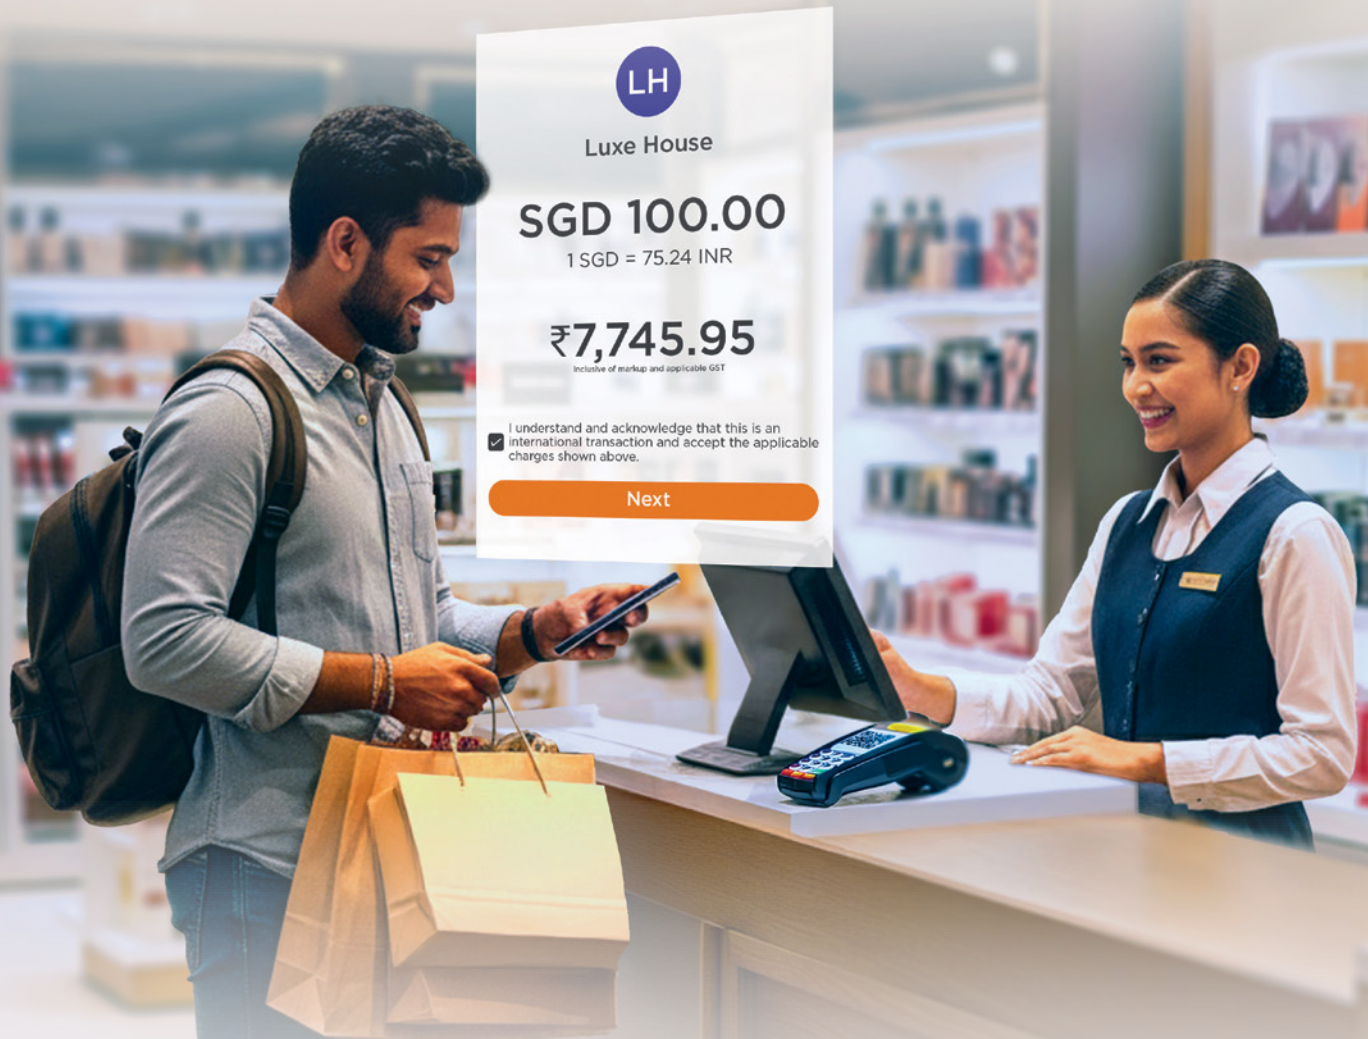 LH
Luxe House
SGD 100.00
1 SGD = 75.24 INR
₹7,745.95
Inclusive of markup and applicable GST
I understand and acknowledge that this is an
international transaction and accept the applicable
charges shown above.
Next